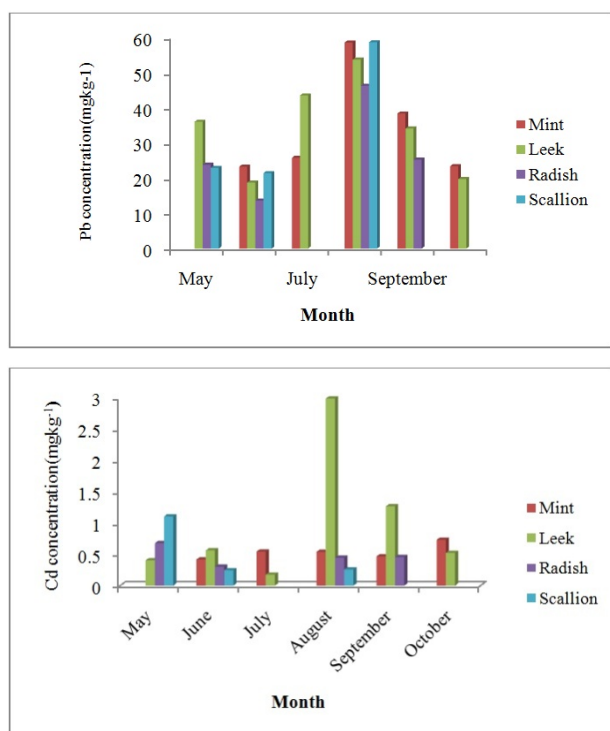 Pb concentration(mgkg-1)
60
50
40
30
20
10
0
May July September
Month
Mint
Leek
Radish
Scallion
Cd concentration(mgkg-1)
3
2.5
2
1.5
1
0.5
0
May June July August September October
Month
Mint
Leek
Radish
Scallion